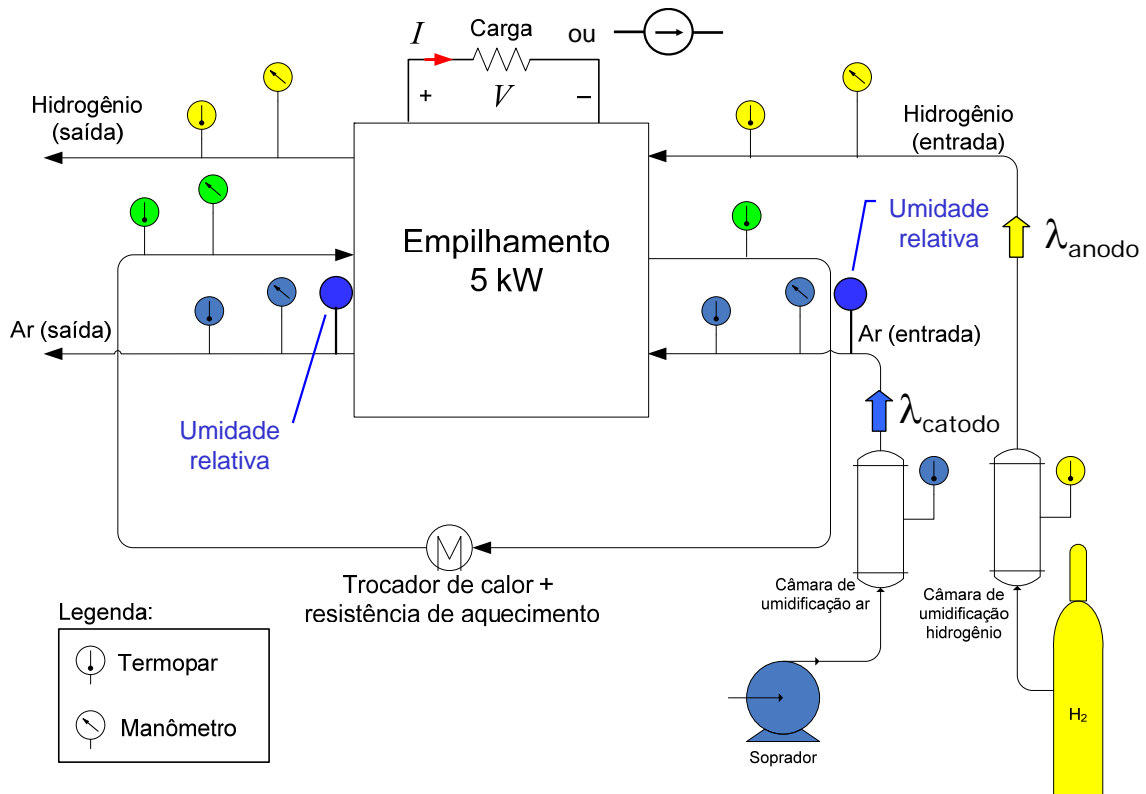 I
Carga
ou
+
V
−
Hidrogênio
(saída)
Hidrogênio
(entrada)
Umidade
relativa
λanodo
Empilhamento
5 kW
Ar (saída)
Ar (entrada)
Umidade
relativa
λcatodo
Trocador de calor +
resistência de aquecimento
Câmara de
umidificação ar
Câmara de
umidificação
hidrogênio
Legenda:
Termopar
Manômetro
Soprador
H2